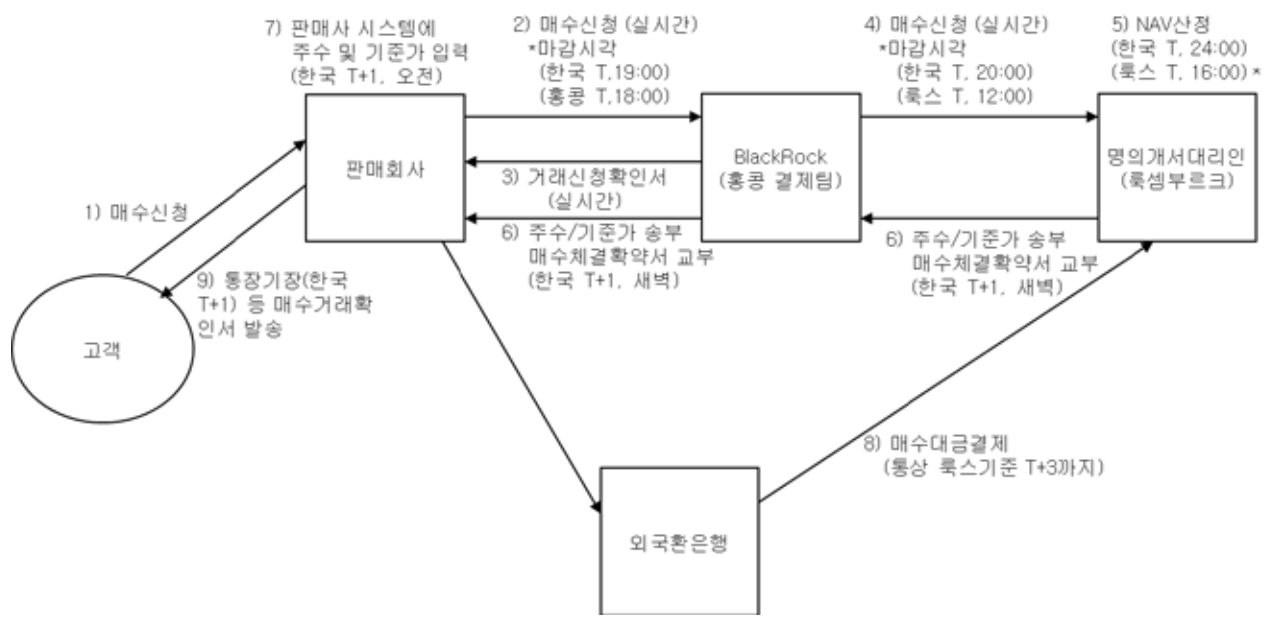 7) 판매사 시스템에
주수 및 기준가 입력
(한국 T+1, 오전)
2) 매수신청 (실시간)
*마감시각
(한국 T,19:00)
(홍콩 T,18:00)
4) 매수신청 (실시간)
*마감시각
(한국 T, 20:00)
(룩스 T, 12:00)
5) NAV산정
(한국 T, 24:00)
(룩스 T, 16:00)*
판매회사
BlackRock
(홍콩 결제팀)
명의개서대리인
(룩셈부르크)
3) 거래신청확인서
(실시간)
1) 매수신청
6) 주수/기준가 송부
매수체결확약서 교부
(한국 T+1, 새벽)
6) 주수/기준가 송부
매수체결확약서 교부
(한국 T+1, 새벽)
9) 통장기장(한국
T+1) 등 매수거래확
인서 발송
고객
8) 매수대금결제
(통상 룩스기준 T+3까지)
외국환은행